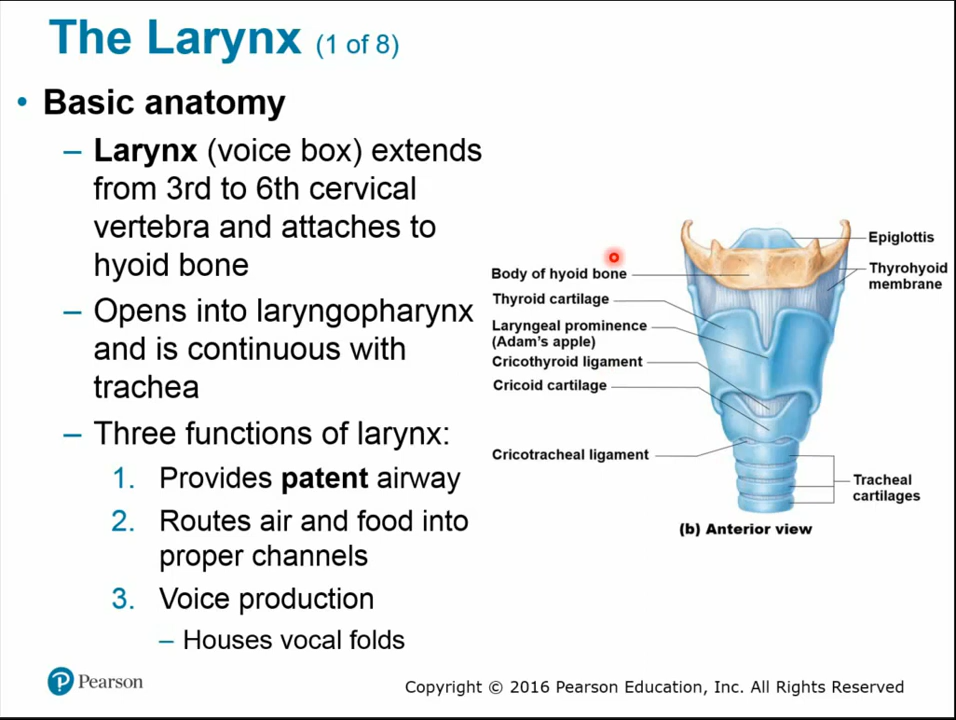 The Larynx (1 of 8)
• Basic anatomy
– Larynx (voice box) extends
from 3rd to 6th cervical
vertebra and attaches to
hyoid bone
– Opens into laryngopharynx
and is continuous with
trachea
– Three functions of larynx:
1. Provides patent airway
2. Routes air and food into
proper channels
3. Voice production
– Houses vocal folds
Body of hyoid bone
Thyroid cartilage
Laryngeal prominence
(Adam's apple)
Cricothyroid ligament
Cricoid cartilage
Cricotracheal ligament
Epiglottis
Thyrohyoid
membrane
Tracheal
cartilages
(b) Anterior view
P Pearson
Copyright © 2016 Pearson Education, Inc. All Rights Reserved